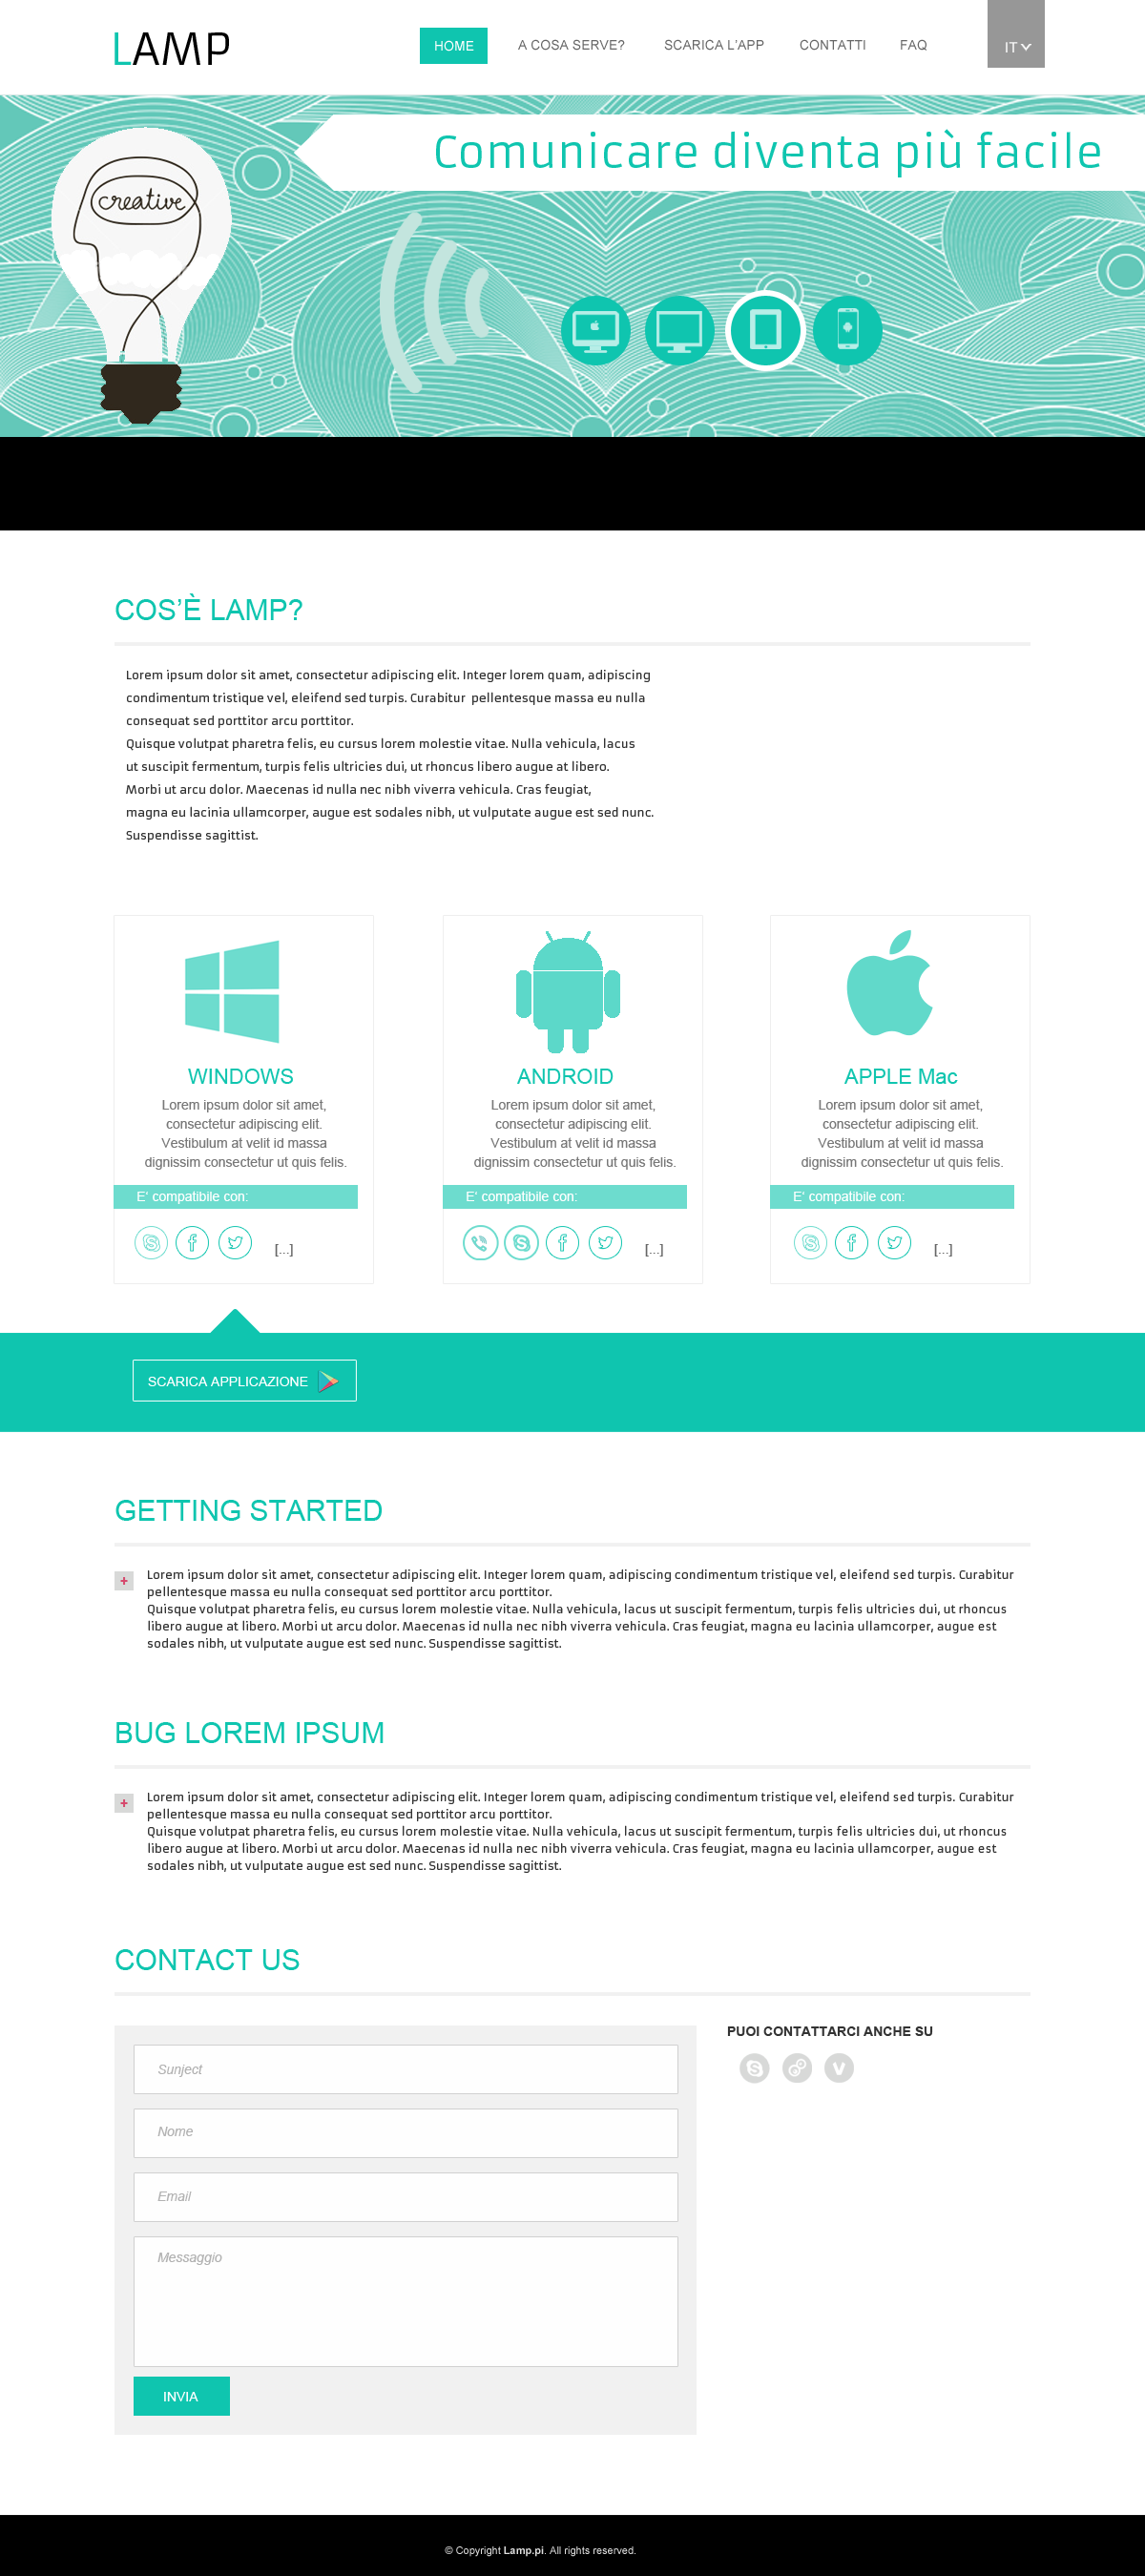 LAMP
HOME
A COSA SERVE?
SCARICA L'APP
CONTATTI
FAQ
IT
Comunicare diventa più facile
creative
COS'È LAMP?
Lorem ipsum dolor sit amet, consectetur adipiscing elit. Integer lorem quam, adipiscing
condimentum tristique vel, eleifend sed turpis. Curabitur pellentesque massa eu nulla
consequat sed porttitor arcu porttitor.
Quisque volutpat pharetra felis, eu cursus lorem molestie vitae. Nulla vehicula, lacus
ut suscipit fermentum, turpis felis ultricies dui, ut rhoncus libero augue at libero.
Morbi ut arcu dolor. Maecenas id nulla nec nibh viverra vehicula. Cras feugiat,
magna eu lacinia ullamcorper, augue est sodales nibh, ut vulputate augue est sed nunc.
Suspendisse sagittist.
WINDOWS
Lorem ipsum dolor sit amet,
consectetur adipiscing elit.
Vestibulum at velit id massa
dignissim consectetur ut quis felis.
E' compatibile con:
[...]
ANDROID
Lorem ipsum dolor sit amet,
consectetur adipiscing elit.
Vestibulum at velit id massa
dignissim consectetur ut quis felis.
E' compatibile con:
[...]
APPLE Mac
Lorem ipsum dolor sit amet,
consectetur adipiscing elit.
Vestibulum at velit id massa
dignissim consectetur ut quis felis.
E' compatibile con:
[...]
SCARICA APPLICAZIONE
GETTING STARTED
+
Lorem ipsum dolor sit amet, consectetur adipiscing elit. Integer lorem quam, adipiscing condimentum tristique vel, eleifend sed turpis. Curabitur
pellentesque massa eu nulla consequat sed porttitor arcu porttitor.
Quisque volutpat pharetra felis, eu cursus lorem molestie vitae. Nulla vehicula, lacus ut suscipit fermentum, turpis felis ultricies dui, ut rhoncus
libero augue at libero. Morbi ut arcu dolor. Maecenas id nulla nec nibh viverra vehicula. Cras feugiat, magna eu lacinia ullamcorper, augue est
sodales nibh, ut vulputate augue est sed nunc. Suspendisse sagittist.
BUG LOREM IPSUM
+
Lorem ipsum dolor sit amet, consectetur adipiscing elit. Integer lorem quam, adipiscing condimentum tristique vel, eleifend sed turpis. Curabitur
pellentesque massa eu nulla consequat sed porttitor arcu porttitor.
Quisque volutpat pharetra felis, eu cursus lorem molestie vitae. Nulla vehicula, lacus ut suscipit fermentum, turpis felis ultricies dui, ut rhoncus
libero augue at libero. Morbi ut arcu dolor. Maecenas id nulla nec nibh viverra vehicula. Cras feugiat, magna eu lacinia ullamcorper, augue est
sodales nibh, ut vulputate augue est sed nunc. Suspendisse sagittist.
CONTACT US
Sunject
Nome
Email
Messaggio
INVIA
PUOI CONTATTARCI ANCHE SU
© Copyright Lamp.pi. All rights reserved.